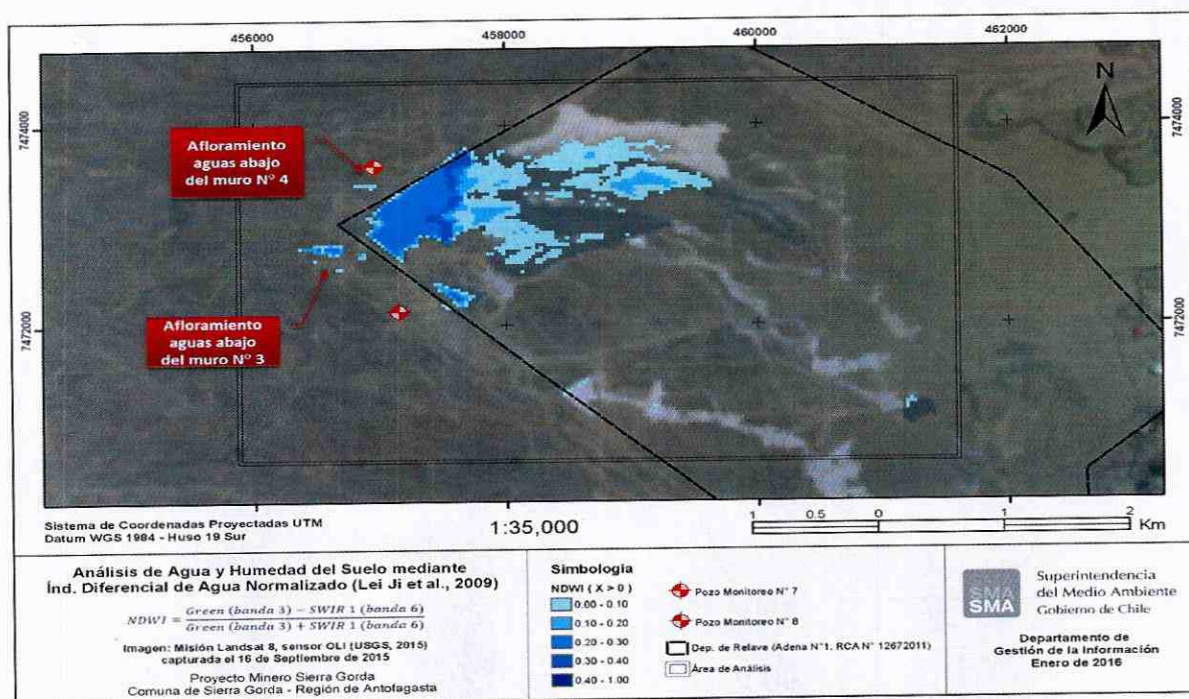 456000
458000
460000
462000
7474000
7474000
7472000
7472000
N
Afloramiento
aguas abajo
del muro N° 4
Afloramiento
aguas abajo
del muro N° 3
Sistema de Coordenadas Proyectadas UTM
Datum WGS 1984 - Huso 19 Sur
1:35,000
1 0.5 0 1 2
Km
Análisis de Agua y Humedad del Suelo mediante
Índ. Diferencial de Agua Normalizado (Lei Ji et al., 2009)
NDWI = Green (banda 3) − SWIR 1 (banda 6)
Green (banda 3) + SWIR 1 (banda 6)
Imagen: Misión Landsat 8, sensor OLI (USGS, 2015)
capturada el 16 de Septiembre de 2015
Proyecto Minero Sierra Gorda
Comuna de Sierra Gorda - Región de Antofagasta
Simbología
NDWI ( X > 0 )
0.00 - 0.10
0.10 - 0.20
0.20 - 0.30
0.30 - 0.40
0.40 - 1.00
Pozo Monitoreo N° 7
Pozo Monitoreo N° 8
Dep. de Relave (Adena N°1. RCA N° 12672011)
Área de Análisis
SMA
SMA
Superintendencia
del Medio Ambiente
Gobierno de Chile
Departamento de
Gestión de la Información
Enero de 2016